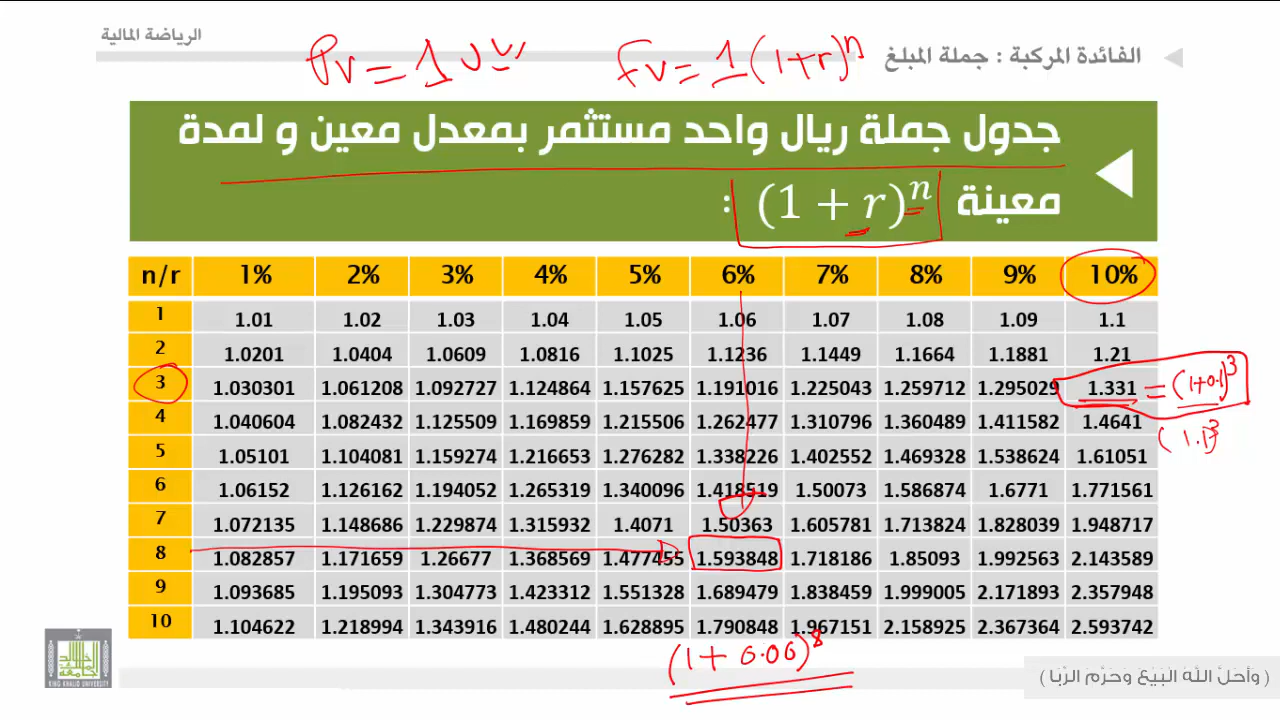 الرياضة المالية
الفائدة المركبة : جملة المبلغ
Pv = 1 ريال
Fv = 1 (1+r)^n
جدول جملة ريال واحد مستثمر بمعدل معين و لمدة
معينة (1 + r)^n :
n/r 1% 2% 3% 4% 5% 6% 7% 8% 9% 10%
1 1.01 1.02 1.03 1.04 1.05 1.06 1.07 1.08 1.09 1.1
2 1.0201 1.0404 1.0609 1.0816 1.1025 1.1236 1.1449 1.1664 1.1881 1.21
3 1.030301 1.061208 1.092727 1.124864 1.157625 1.191016 1.225043 1.259712 1.295029 1.331 = (1+0.1)^3
4 1.040604 1.082432 1.125509 1.169859 1.215506 1.262477 1.310796 1.360489 1.411582 1.4641
(1.1)^3
5 1.05101 1.104081 1.159274 1.216653 1.276282 1.338226 1.402552 1.469328 1.538624 1.61051
6 1.06152 1.126162 1.194052 1.265319 1.340096 1.418519 1.50073 1.586874 1.6771 1.771561
7 1.072135 1.148686 1.229874 1.315932 1.4071 1.50363 1.605781 1.713824 1.828039 1.948717
8 1.082857 1.171659 1.26677 1.368569 1.477455 1.593848 1.718186 1.85093 1.992563 2.143589
9 1.093685 1.195093 1.304773 1.423312 1.551328 1.689479 1.838459 1.999005 2.171893 2.357948
10 1.104622 1.218994 1.343916 1.480244 1.628895 1.790848 1.967151 2.158925 2.367364 2.593742
(1 + 0.06)^8
KING KHALID UNIVERSITY
( وَأَحَلَّ اللَّهُ الْبَيْعَ وَحَرَّمَ الرِّبَا )